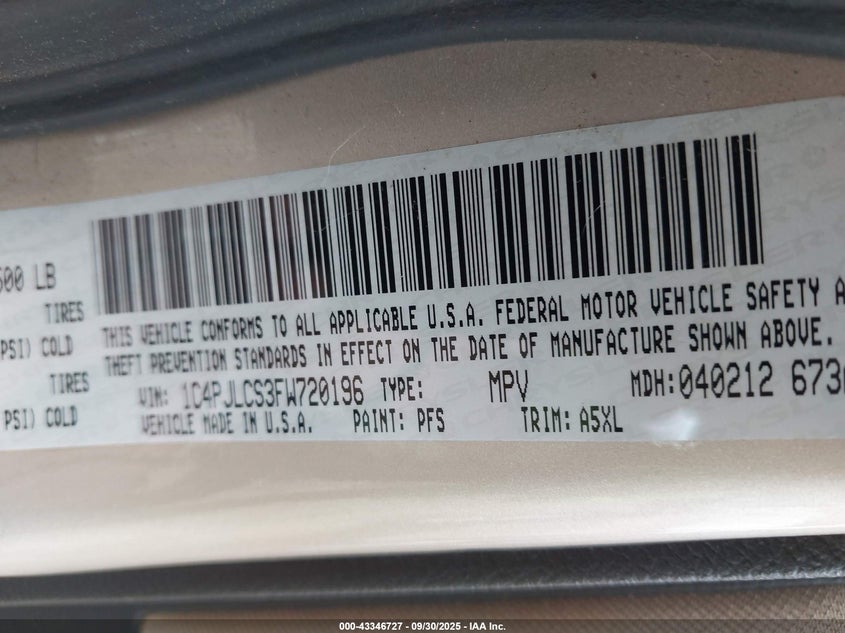 600 LB
TIRES
PSI) COLD
TIRES
PSI) COLD
THIS VEHICLE CONFORMS TO ALL APPLICABLE U.S.A. FEDERAL MOTOR VEHICLE SAFETY A
THEFT PREVENTION STANDARDS IN EFFECT ON THE DATE OF MANUFACTURE SHOWN ABOVE.
VIN: 1C4PJLCS3FW720196 TYPE: MPV MDH: 040212 673
VEHICLE MADE IN U.S.A. PAINT: PFS TRIM: A5XL
000-43346727 - 09/30/2025 - IAA Inc.